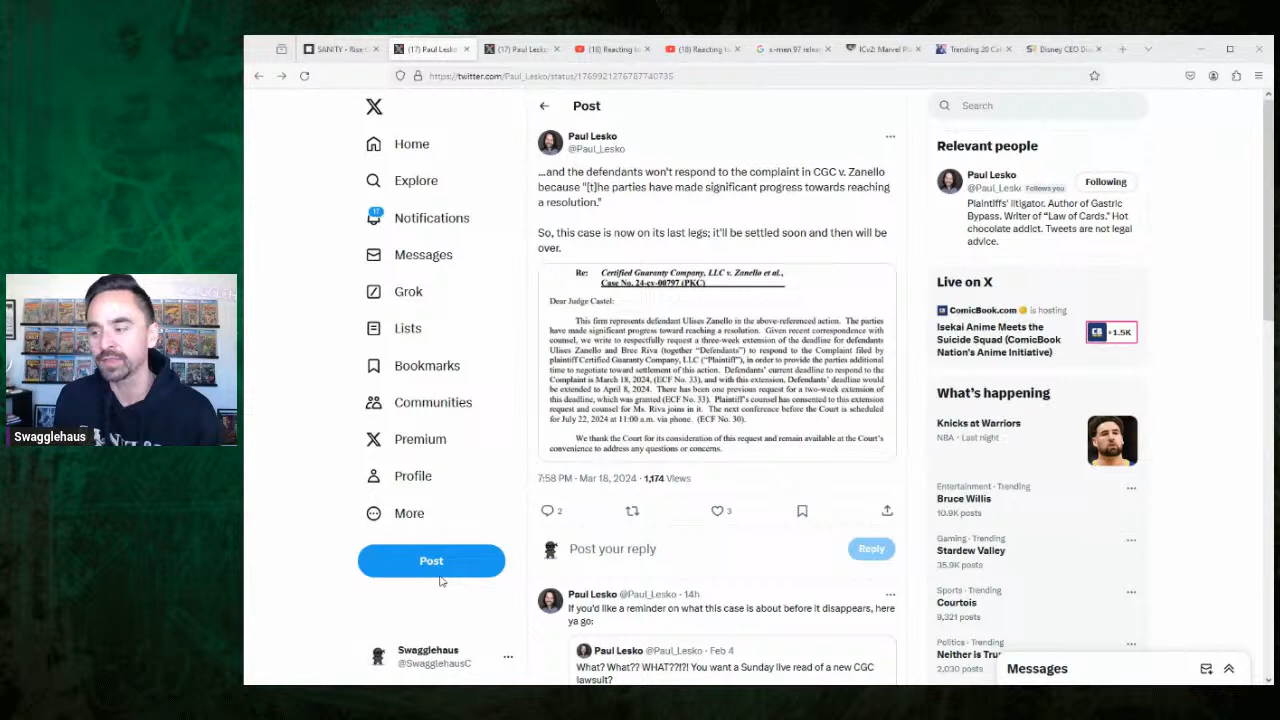 SANITY - Rise
(17) Paul Lesko
(17) Paul Lesko
(18) Reacting to
(18) Reacting to
x-men 97 relea
ICv2: Marvel Pl
Trending 20 Ca
Disney CEO Di
https://twitter.com/Paul_Lesko/status/1769921276787740735
Home
Explore
17
Notifications
Messages
Grok
Lists
Bookmarks
Communities
Premium
Profile
More
Post
Swagglehaus
@SwagglehausC
Post
Paul Lesko
@Paul_Lesko
...and the defendants won't respond to the complaint in CGC v. Zanello
because "[t]he parties have made significant progress towards reaching
a resolution."
So, this case is now on its last legs; it'll be settled soon and then will be
over.
Re: Certified Guaranty Company, LLC v. Zanello et al.,
Case No. 24-cv-00797 (PKC)
Dear Judge Castel:
This firm represents defendant Ulises Zanello in the above-referenced action. The parties
have made significant progress toward reaching a resolution. Given recent correspondence with
counsel, we write to respectfully request a three-week extension of the deadline for defendants
Ulises Zanello and Bree Riva (together "Defendants") to respond to the Complaint filed by
plaintiff Certified Guaranty Company, LLC ("Plaintiff"), in order to provide the parties additional
time to negotiate toward settlement of this action. Defendants' current deadline to respond to the
Complaint is March 18, 2024, (ECF No. 33), and with this extension, Defendants' deadline would
be extended to April 8, 2024. There has been one previous request for a two-week extension of
this deadline, which was granted (ECF No. 33). Plaintiff's counsel has consented to this extension
request and counsel for Ms. Riva joins in it. The next conference before the Court is scheduled
for July 22, 2024 at 11:00 a.m. via phone. (ECF No. 30).
We thank the Court for its consideration of this request and remain available at the Court's
convenience to address any questions or concerns.
7:58 PM · Mar 18, 2024 · 1,174 Views
2
3
Post your reply
Reply
Paul Lesko @Paul_Lesko · 14h
If you'd like a reminder on what this case is about before it disappears, here
ya go:
Paul Lesko @Paul_Lesko · Feb 4
What? What?? WHAT??!?! You want a Sunday live read of a new CGC
lawsuit?
Search
Relevant people
Paul Lesko
@Paul_Lesko Follows you
Following
Plaintiffs' litigator. Author of Gastric
Bypass. Writer of "Law of Cards." Hot
chocolate addict. Tweets are not legal
advice.
Live on X
ComicBook.com is hosting
Isekai Anime Meets the
Suicide Squad (ComicBook
Nation's Anime Initiative)
+1.5K
What's happening
Knicks at Warriors
NBA · Last night
Entertainment · Trending
Bruce Willis
10.9K posts
Gaming · Trending
Stardew Valley
35.9K posts
Sports · Trending
Courtois
9,321 posts
Politics · Trending
Neither is Tru
2,030 posts
Messages
Swagglehaus